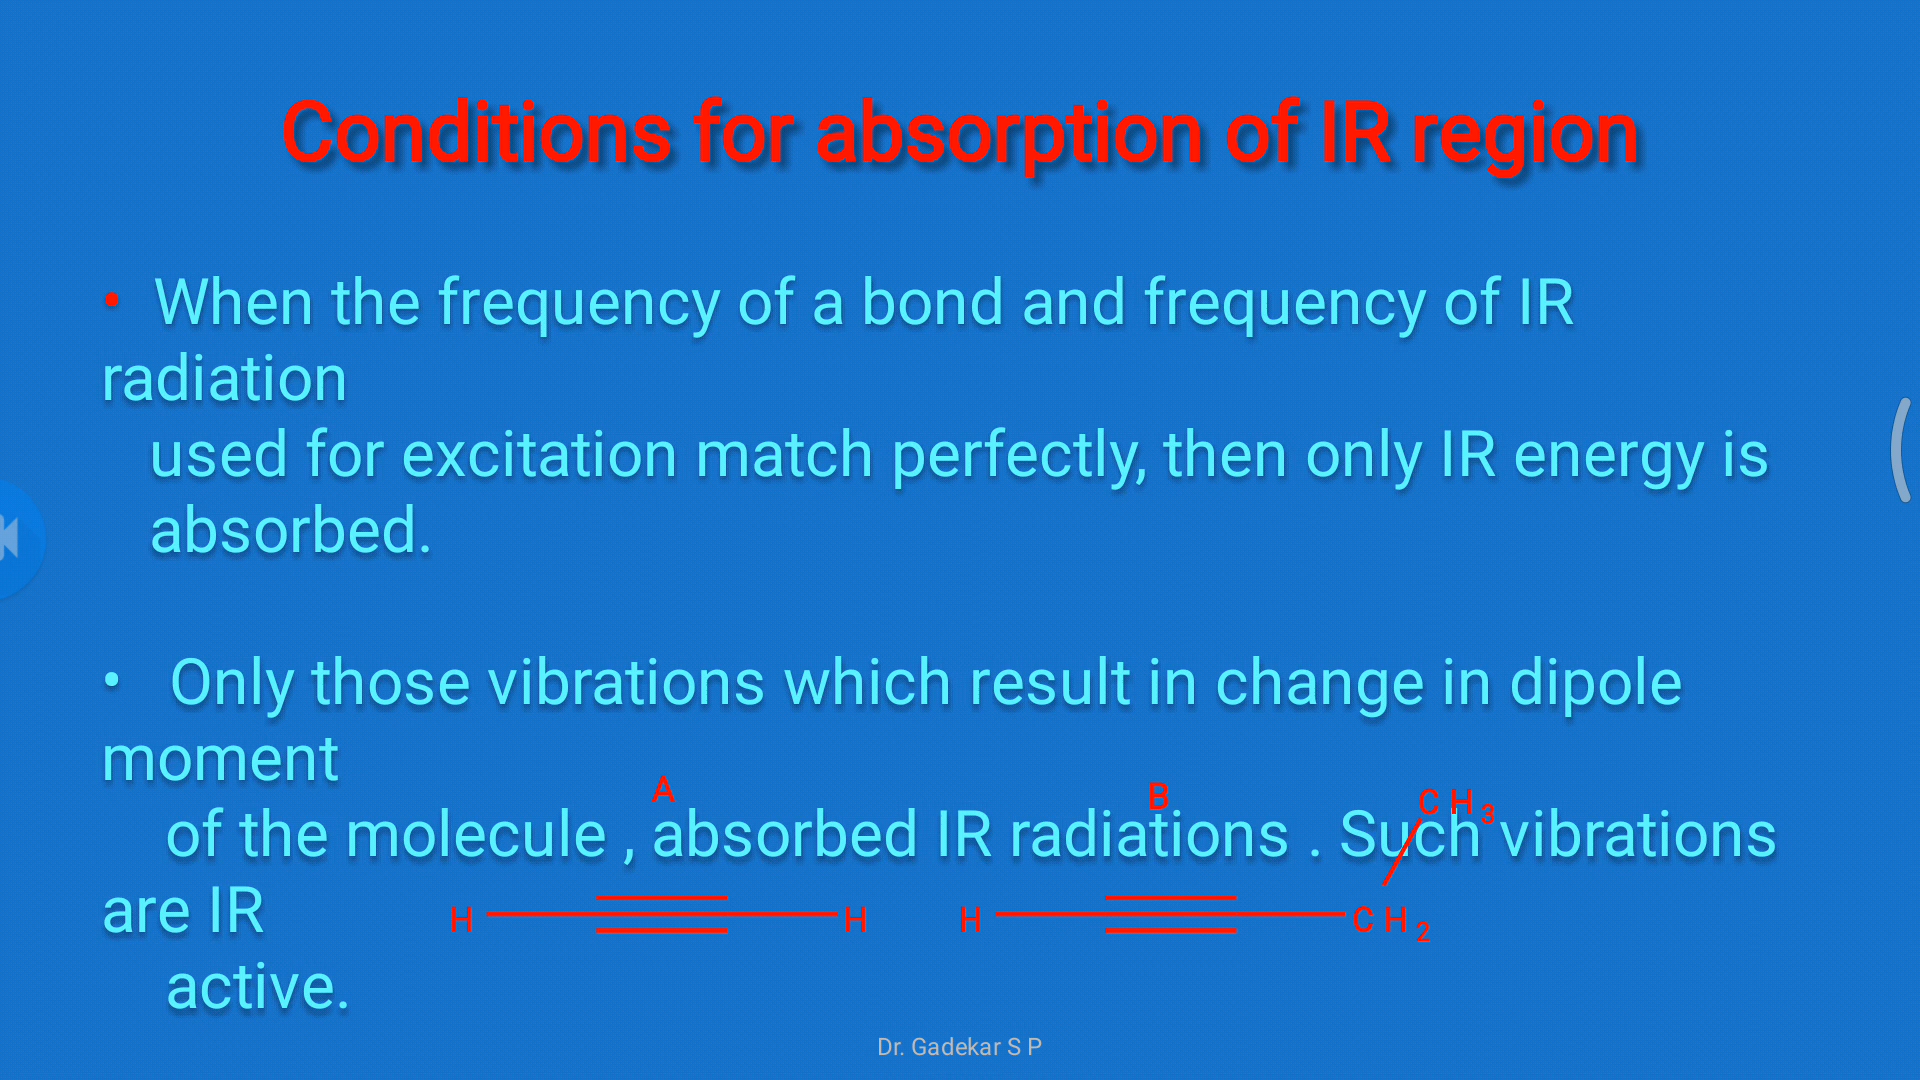 Conditions for absorption of IR region
• When the frequency of a bond and frequency of IR
radiation
used for excitation match perfectly, then only IR energy is
absorbed.
• Only those vibrations which result in change in dipole
moment
A B CH3
of the molecule , absorbed IR radiations . Such vibrations
are IR
H H H CH2
active.
Dr. Gadekar S P